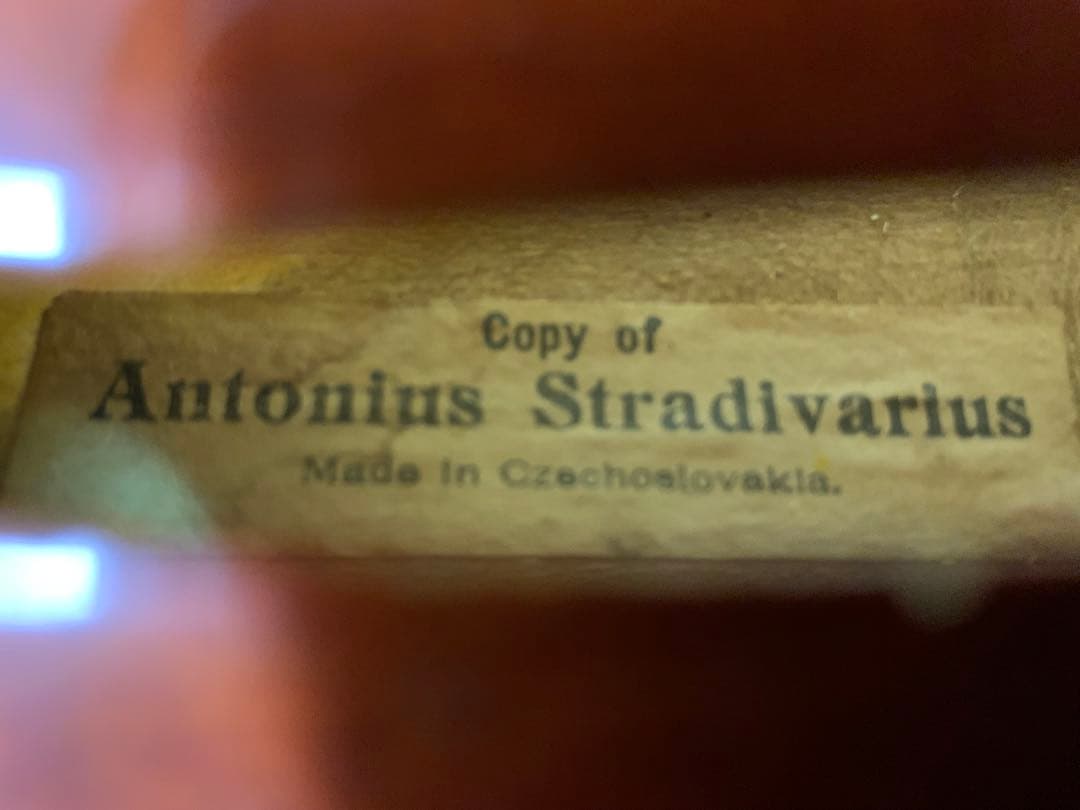 Copy of
Antonius Stradivarius
Made in Czechoslovakia.